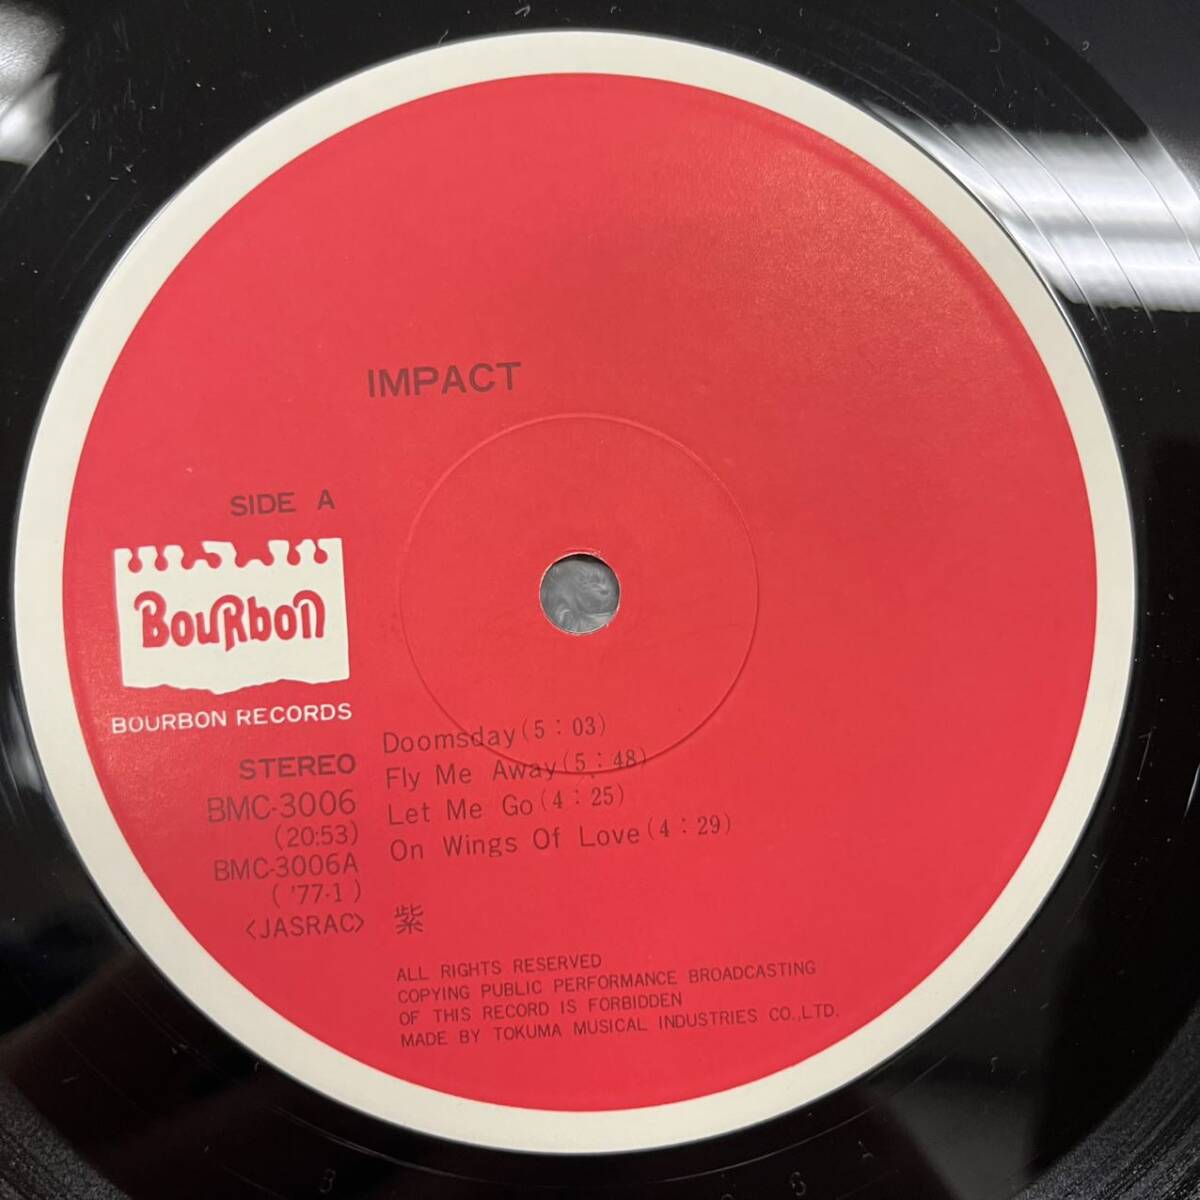 IMPACT
SIDE A
BouRbon
BOURBON RECORDS
STEREO
BMC-3006
(20:53)
BMC-3006A
( '77·1 )
〈JASRAC〉
Doomsday(5：03)
Fly Me Away(5：48)
Let Me Go(4：25)
On Wings Of Love(4：29)
紫
ALL RIGHTS RESERVED
COPYING PUBLIC PERFORMANCE BROADCASTING
OF THIS RECORD IS FORBIDDEN
MADE BY TOKUMA MUSICAL INDUSTRIES CO.,LTD.